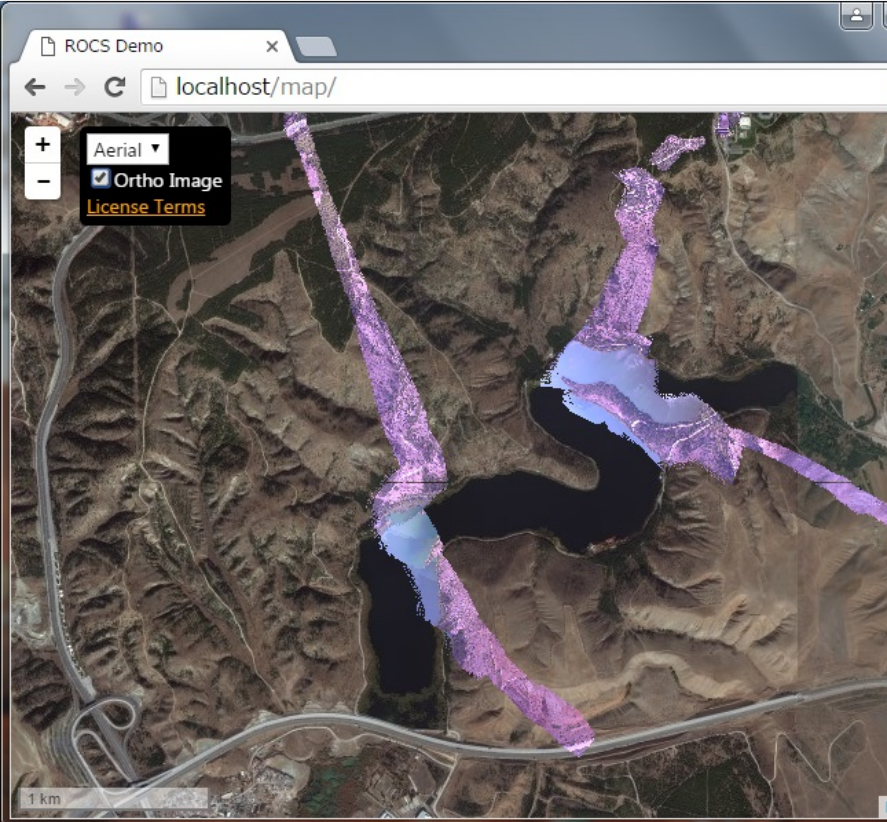 ROCS Demo
localhost/map/
+
Aerial
−
Ortho Image
License Terms
1 km